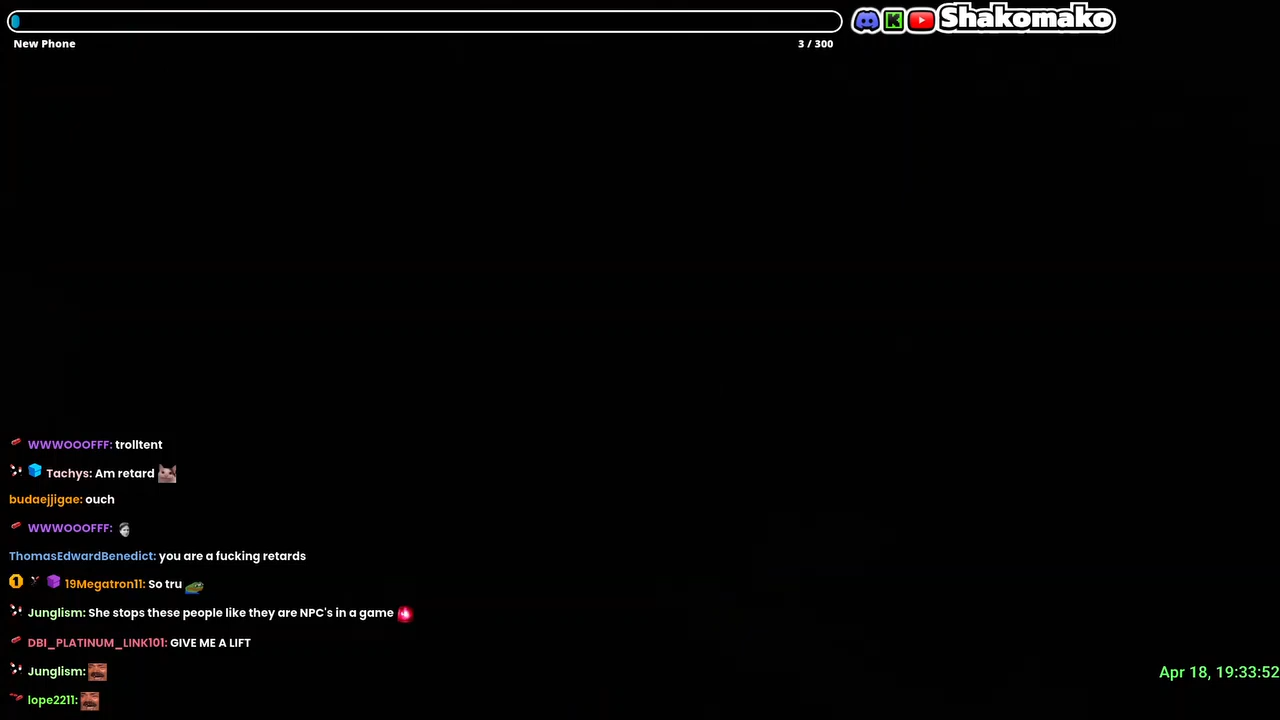 Shakomako
New Phone 3 / 300
WWWOOOFFF: trolltent
Tachys: Am retard
budaejjigae: ouch
WWWOOOFFF:
ThomasEdwardBenedict: you are a fucking retards
1 19Megatron11: So tru
Junglism: She stops these people like they are NPC's in a game
DBI_PLATINUM_LINK101: GIVE ME A LIFT
Junglism:
Apr 18, 19:33:52
lope2211: